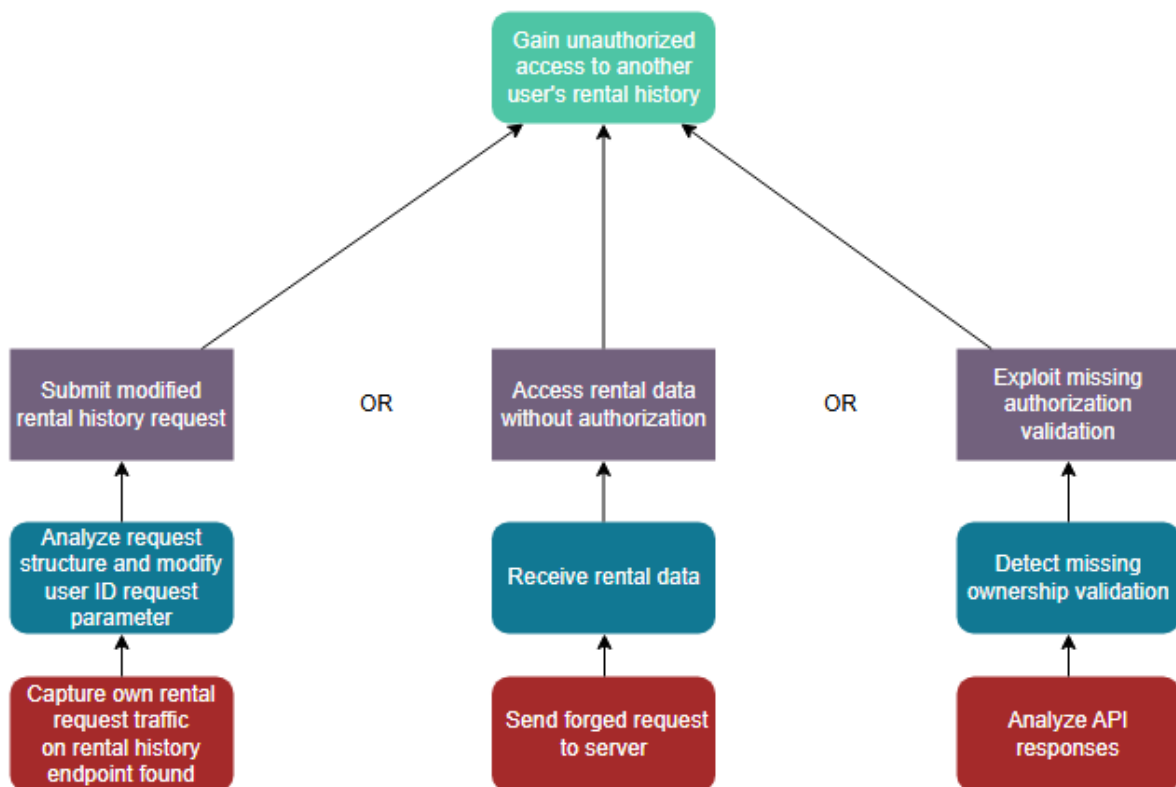 Gain unauthorized
access to another
user's rental history
Submit modified
rental history request
OR
Access rental data
without authorization
OR
Exploit missing
authorization
validation
Analyze request
structure and modify
user ID request
parameter
Receive rental data
Detect missing
ownership validation
Capture own rental
request traffic
on rental history
endpoint found
Send forged request
to server
Analyze API
responses